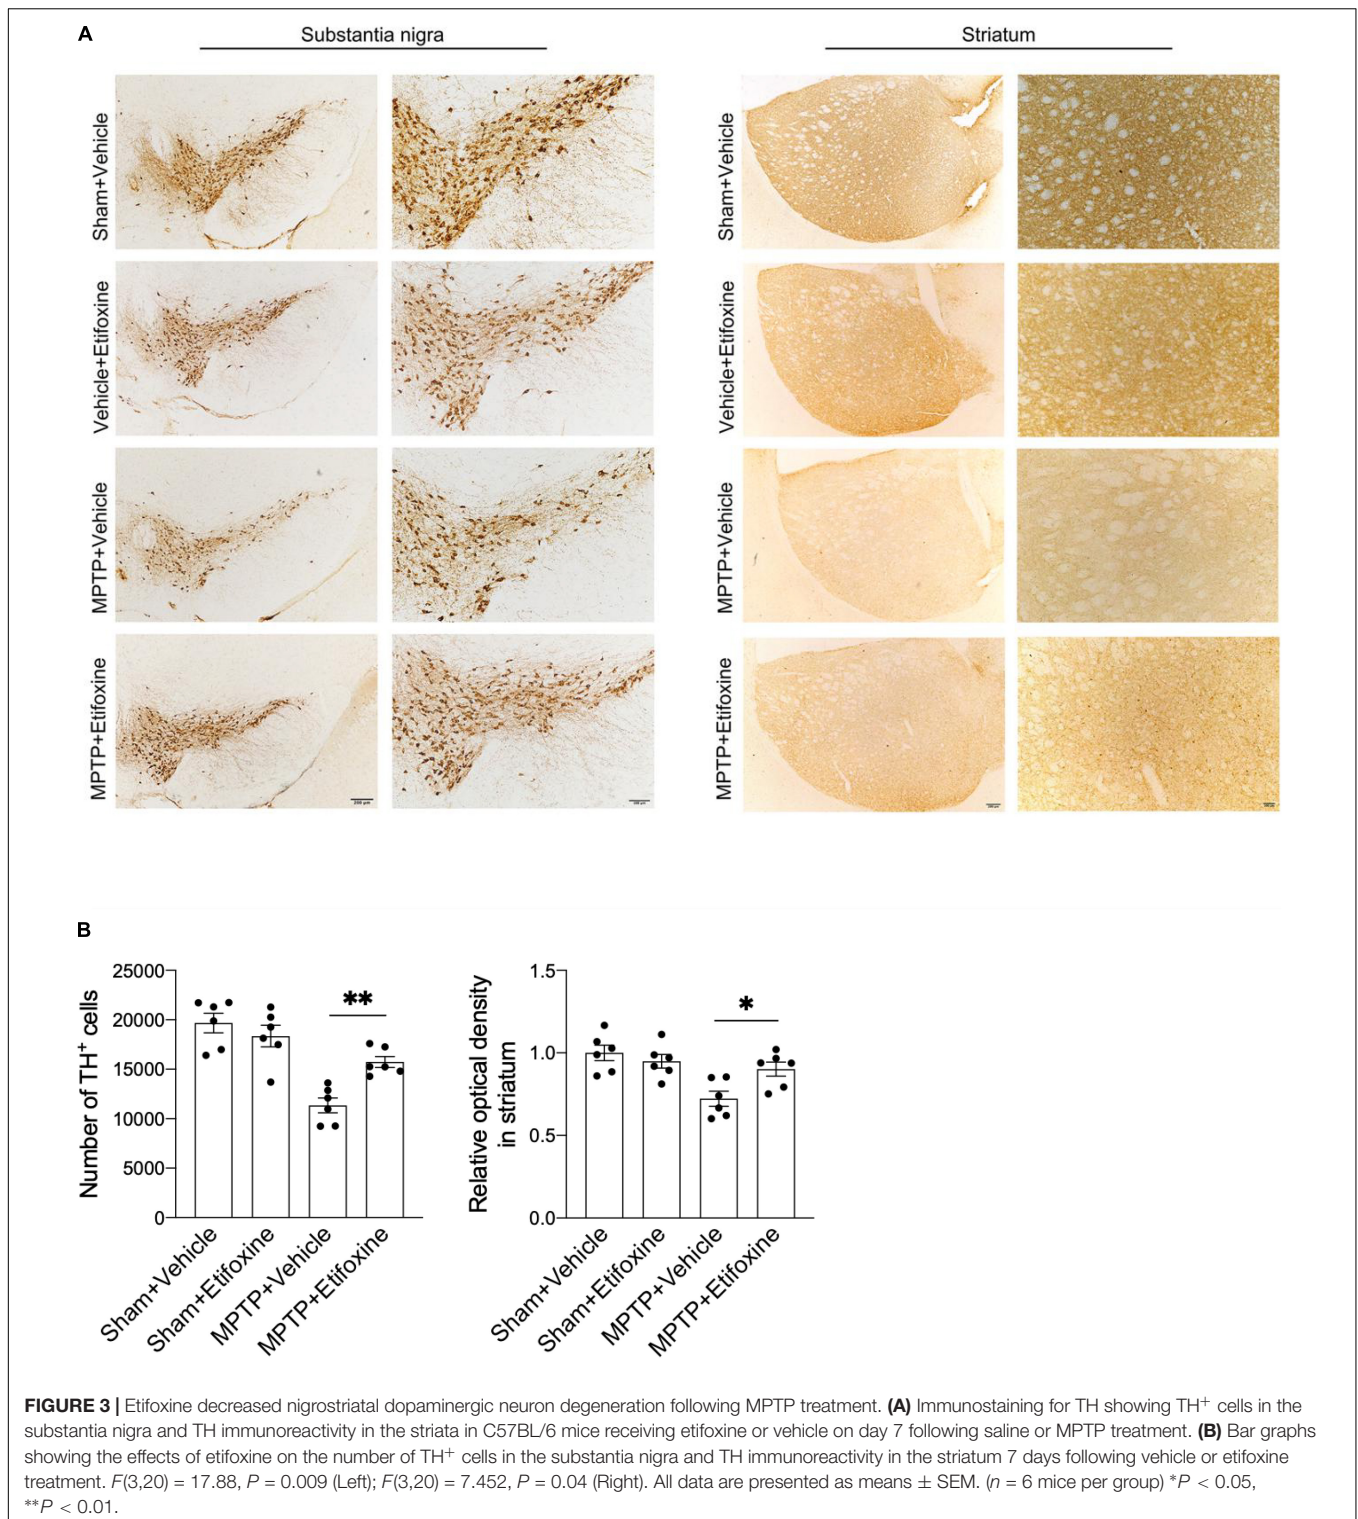 A
Substantia nigra
Striatum
Sham+Vehicle
Vehicle+Etifoxine
MPTP+Vehicle
MPTP+Etifoxine
Sham+Vehicle
Vehicle+Etifoxine
MPTP+Vehicle
MPTP+Etifoxine
200 μm
B
Number of TH+ cells
25000
20000
15000
10000
5000
0
**
Sham+Vehicle
Sham+Etifoxine
MPTP+Vehicle
MPTP+Etifoxine
Relative optical density
in striatum
1.5
1.0
0.5
0.0
*
Sham+Vehicle
Sham+Etifoxine
MPTP+Vehicle
MPTP+Etifoxine
FIGURE 3 | Etifoxine decreased nigrostriatal dopaminergic neuron degeneration following MPTP treatment. (A) Immunostaining for TH showing TH+ cells in the
substantia nigra and TH immunoreactivity in the striata in C57BL/6 mice receiving etifoxine or vehicle on day 7 following saline or MPTP treatment. (B) Bar graphs
showing the effects of etifoxine on the number of TH+ cells in the substantia nigra and TH immunoreactivity in the striatum 7 days following vehicle or etifoxine
treatment. F(3,20) = 17.88, P = 0.009 (Left); F(3,20) = 7.452, P = 0.04 (Right). All data are presented as means ± SEM. (n = 6 mice per group) *P < 0.05,
**P < 0.01.